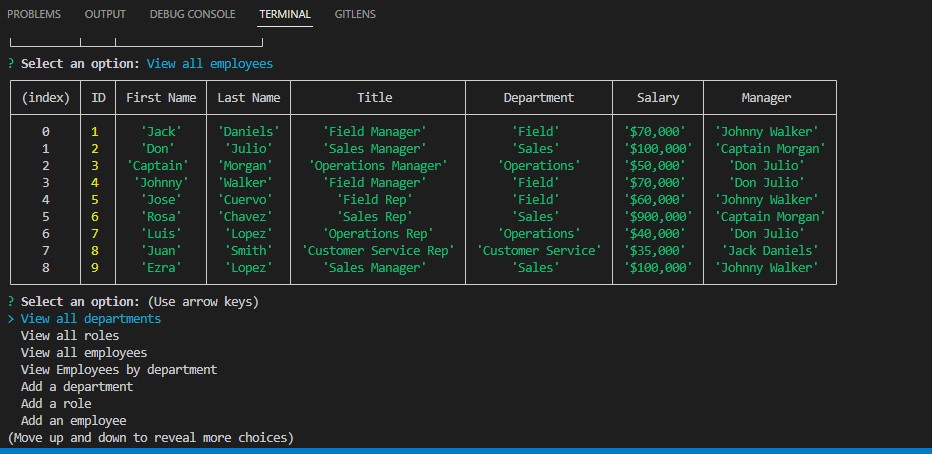 PROBLEMS OUTPUT DEBUG CONSOLE TERMINAL GITLENS
? Select an option: View all employees
(index) ID First Name Last Name Title Department Salary Manager
0 1 'Jack' 'Daniels' 'Field Manager' 'Field' '$70,000' 'Johnny Walker'
1 2 'Don' 'Julio' 'Sales Manager' 'Sales' '$100,000' 'Captain Morgan'
2 3 'Captain' 'Morgan' 'Operations Manager' 'Operations' '$50,000' 'Don Julio'
3 4 'Johnny' 'Walker' 'Field Manager' 'Field' '$70,000' 'Don Julio'
4 5 'Jose' 'Cuervo' 'Field Rep' 'Field' '$60,000' 'Johnny Walker'
5 6 'Rosa' 'Chavez' 'Sales Rep' 'Sales' '$900,000' 'Captain Morgan'
6 7 'Luis' 'Lopez' 'Operations Rep' 'Operations' '$40,000' 'Don Julio'
7 8 'Juan' 'Smith' 'Customer Service Rep' 'Customer Service' '$35,000' 'Jack Daniels'
8 9 'Ezra' 'Lopez' 'Sales Manager' 'Sales' '$100,000' 'Johnny Walker'
? Select an option: (Use arrow keys)
> View all departments
View all roles
View all employees
View Employees by department
Add a department
Add a role
Add an employee
(Move up and down to reveal more choices)